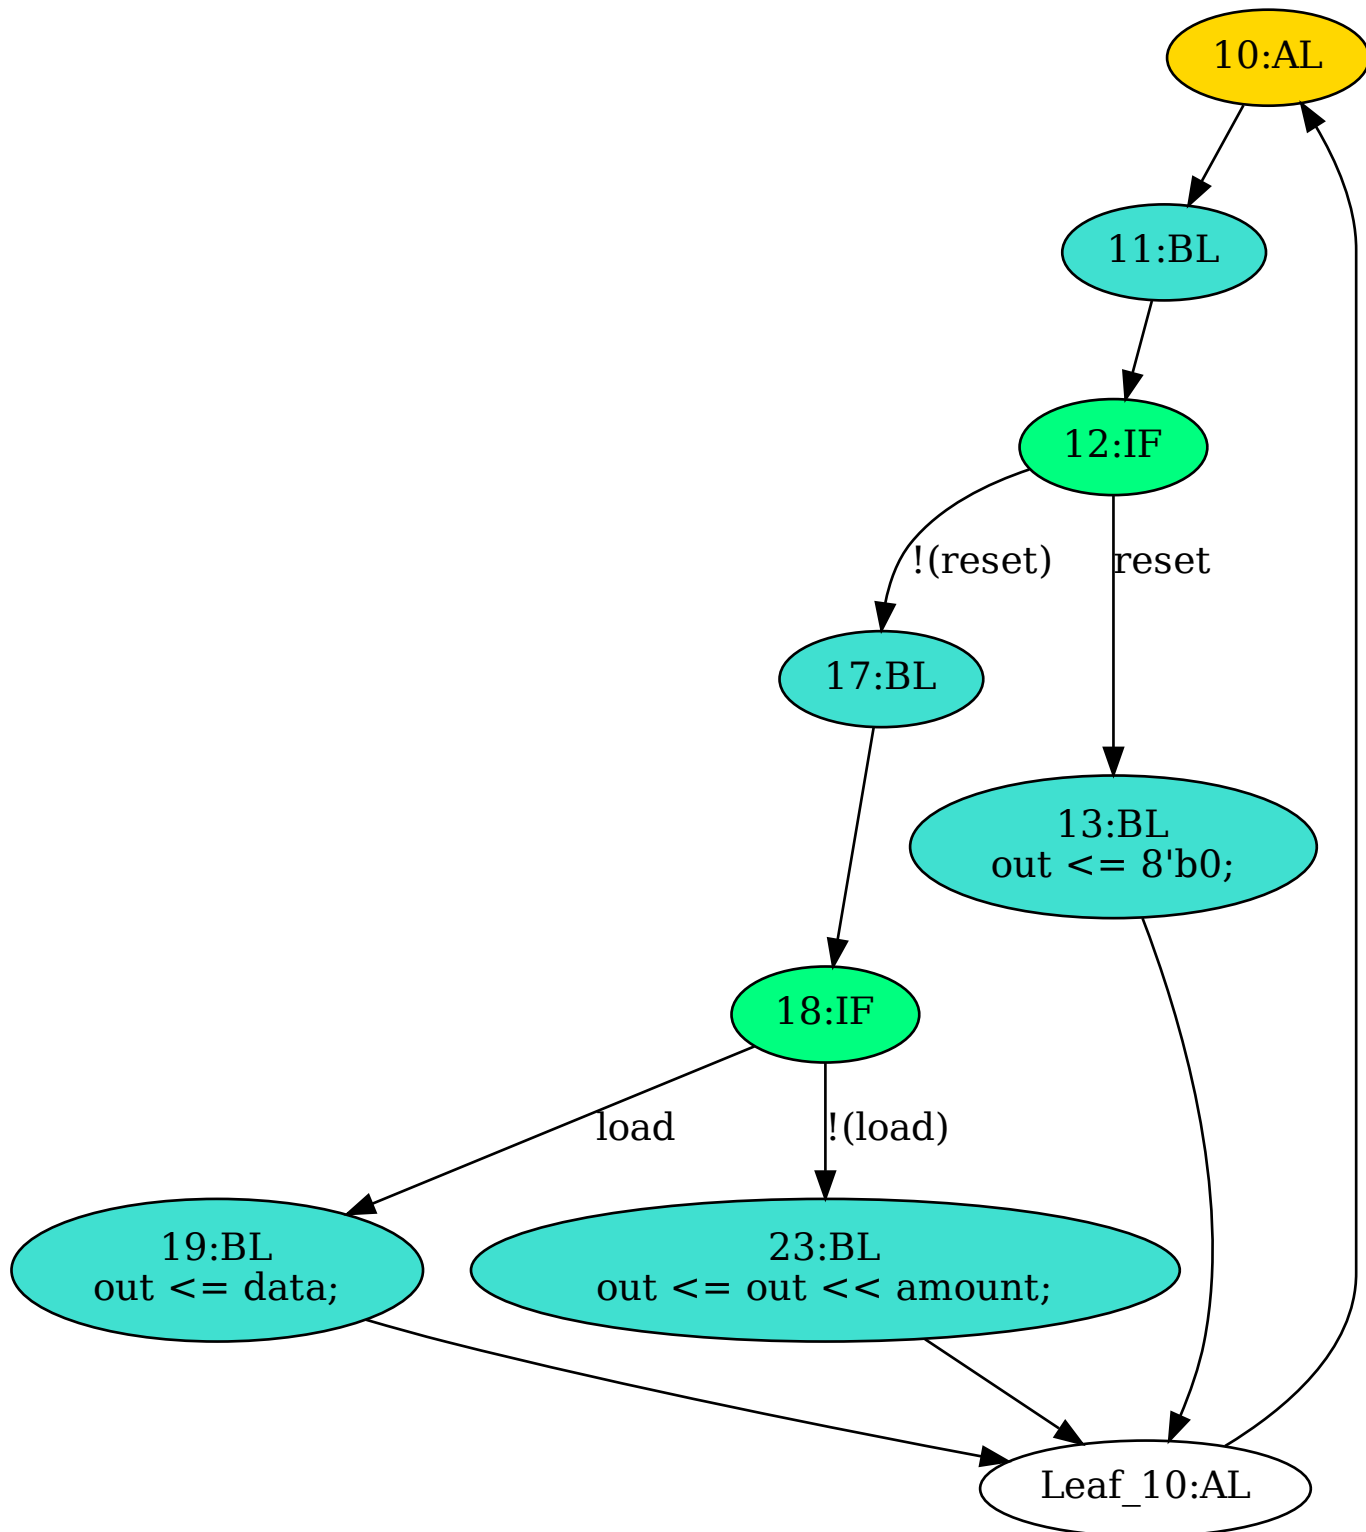 10:AL
11:BL
12:IF
!(reset)
reset
17:BL
13:BL
out <= 8'b0;
18:IF
load
!(load)
19:BL
out <= data;
23:BL
out <= out << amount;
Leaf_10:AL